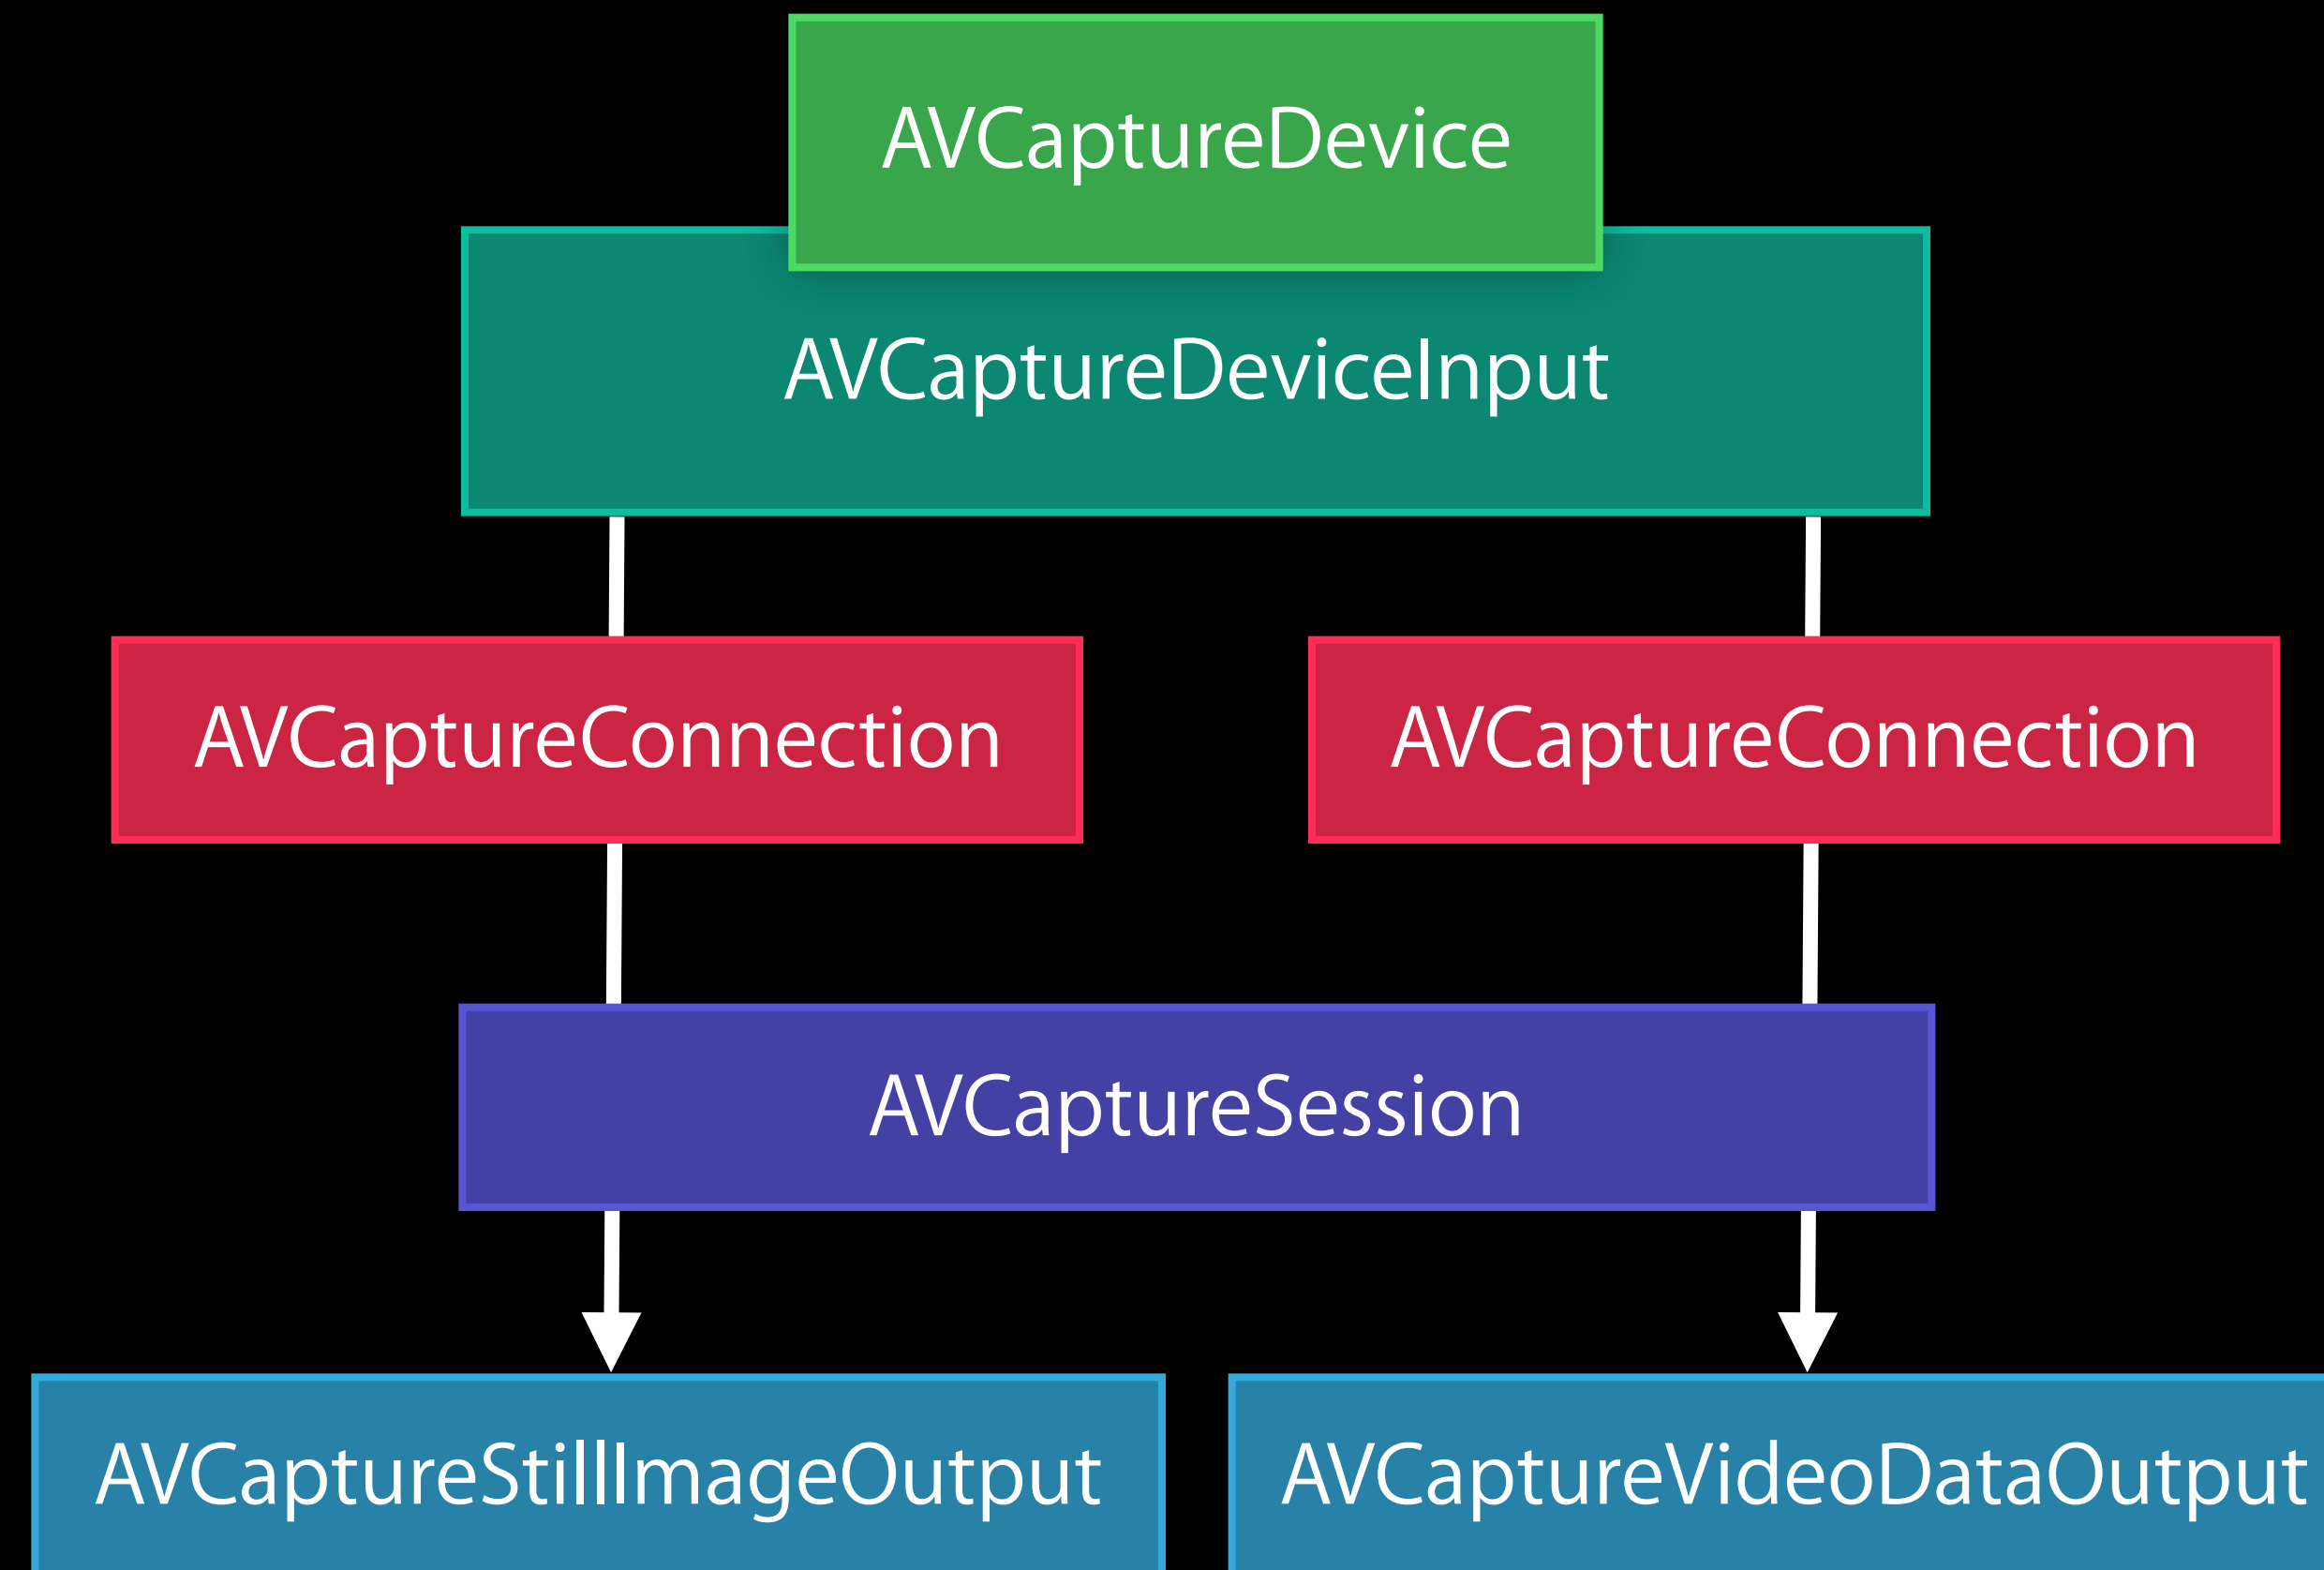 AVCaptureDevice
AVCaptureDeviceInput
AVCaptureConnection
AVCaptureConnection
AVCaptureSession
AVCaptureStillImageOutput
AVCaptureVideoDataOutput